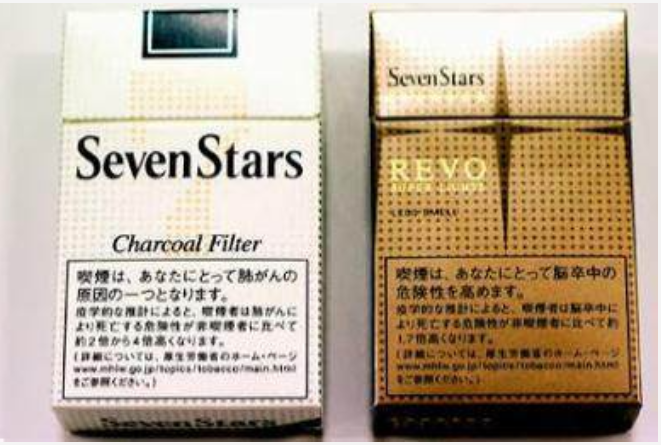 SevenStars
Charcoal Filter
喫煙は、あなたにとって肺がんの
原因の一つとなります。
疫学的な推計によると、喫煙者は肺がんに
より死亡する危険性が非喫煙者に比べて
約2倍から4倍高くなります。
(詳細については、厚生労働省のホーム・ページ
www.mhlw.go.jp/topics/tobacco/main.html
をご参照ください。)
SevenStars
SevenStars
REVO
SUPER LIGHTS
LESS SMELL
喫煙は、あなたにとって脳卒中の
危険性を高めます。
疫学的な推計によると、喫煙者は脳卒中に
より死亡する危険性が非喫煙者に比べて約
1.7倍高くなります。
(詳細については、厚生労働省のホーム・ページ
www.mhlw.go.jp/topics/tobacco/main.html
をご参照ください。)